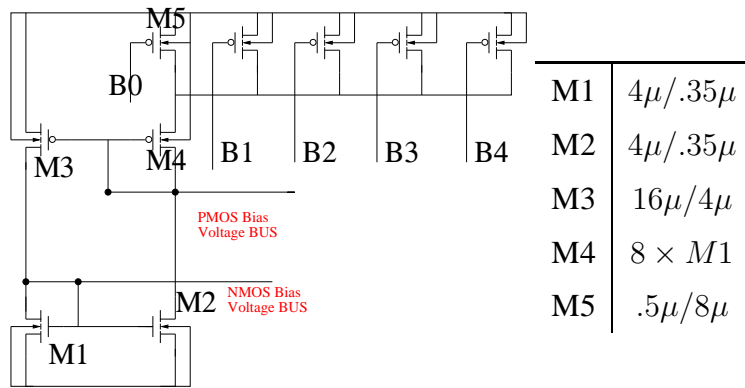 M5
B0
M3
M4
B1
B2
B3
B4
PMOS Bias
Voltage BUS
NMOS Bias
Voltage BUS
M2
M1
M1 4μ/.35μ
M2 4μ/.35μ
M3 16μ/4μ
M4 8 × M1
M5 .5μ/8μ